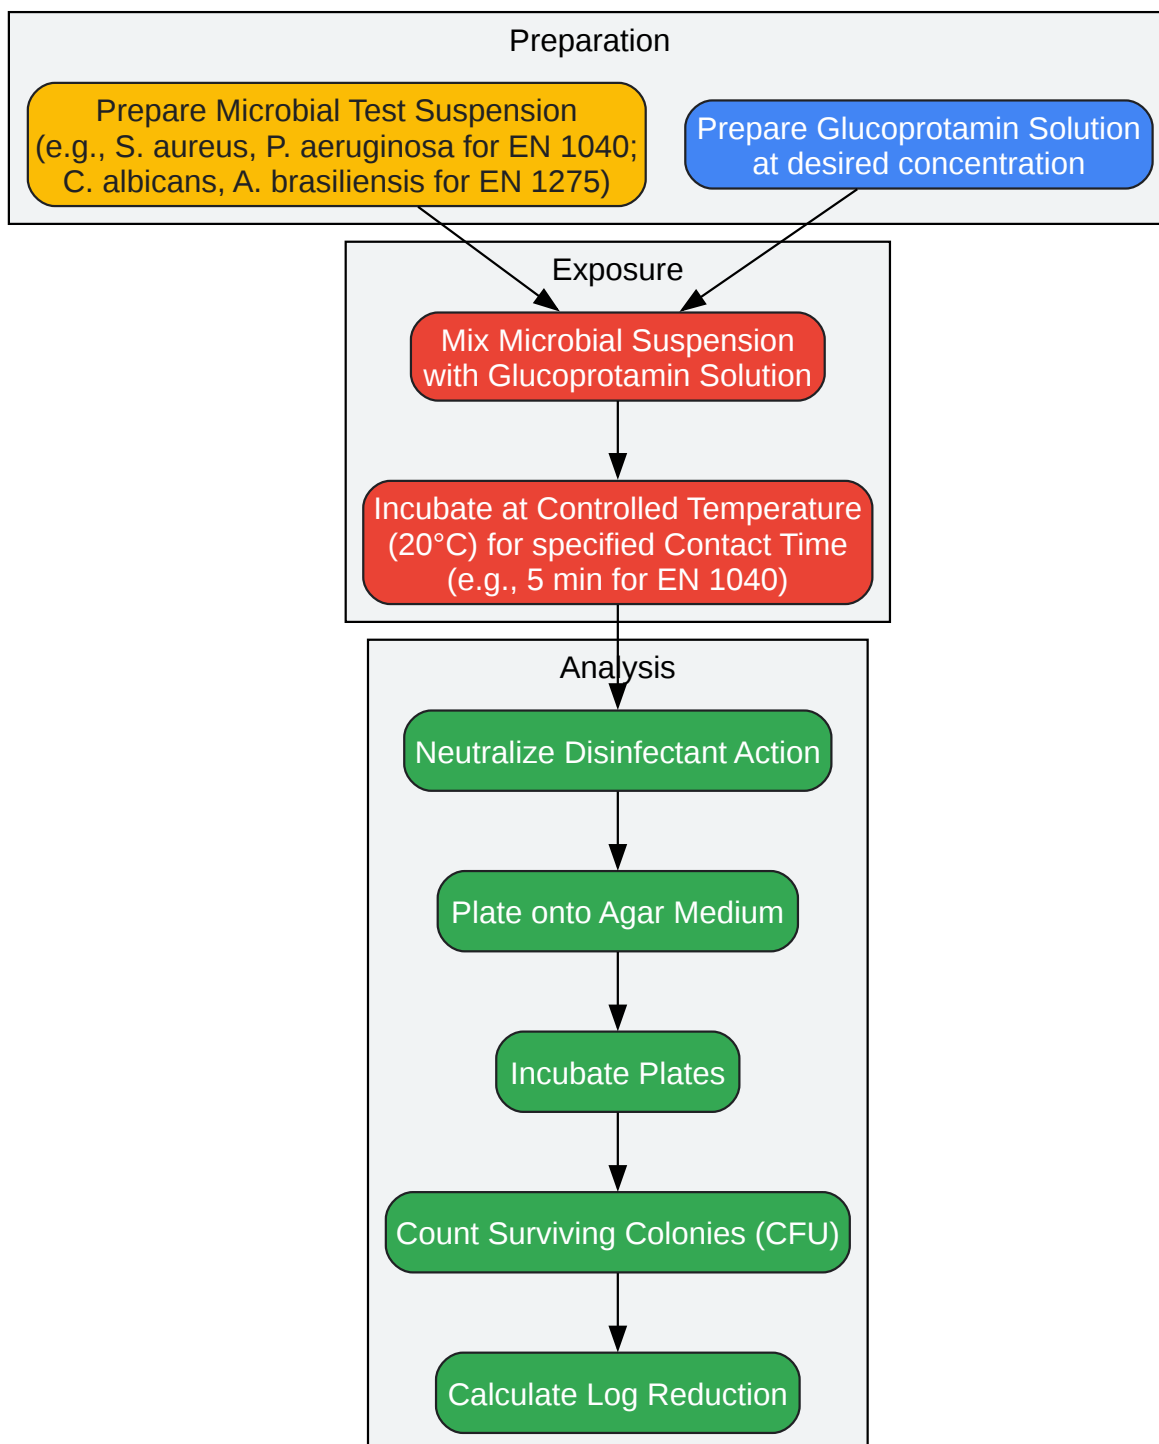 Preparation
Prepare Microbial Test Suspension
(e.g., S. aureus, P. aeruginosa for EN 1040;
C. albicans, A. brasiliensis for EN 1275)
Prepare Glucoprotamin Solution
at desired concentration
Exposure
Mix Microbial Suspension
with Glucoprotamin Solution
Incubate at Controlled Temperature
(20°C) for specified Contact Time
(e.g., 5 min for EN 1040)
Analysis
Neutralize Disinfectant Action
Plate onto Agar Medium
Incubate Plates
Count Surviving Colonies (CFU)
Calculate Log Reduction